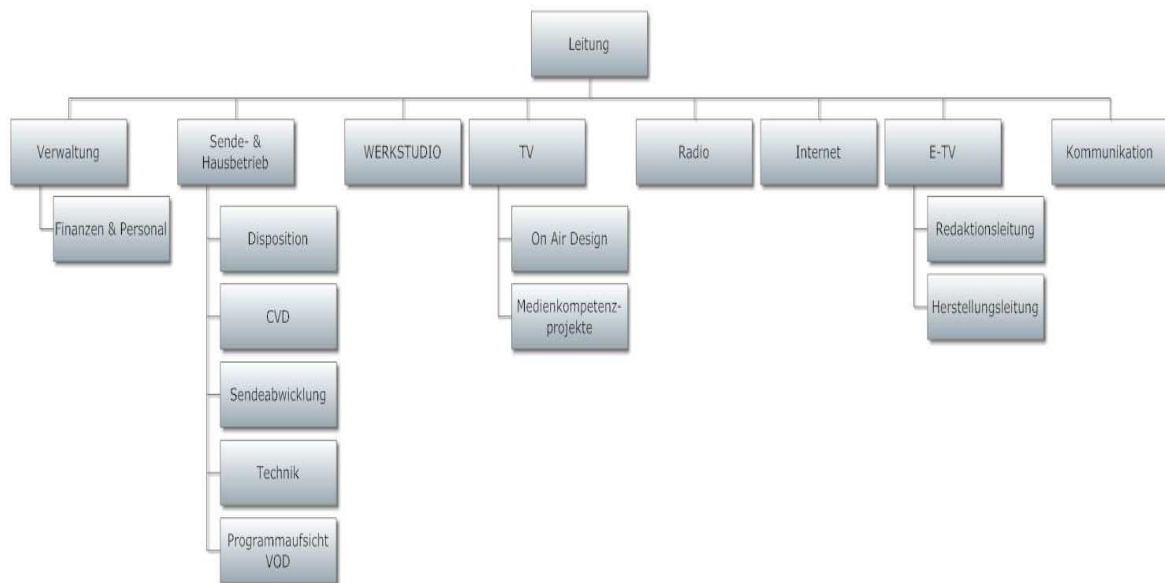 Leitung
Verwaltung
Sende- &
Hausbetrieb
WERKSTUDIO
TV
Radio
Internet
E-TV
Kommunikation
Finanzen & Personal
Disposition
CVD
Sendeabwicklung
Technik
Programmaufsicht
VOD
On Air Design
Medienkompetenz-
projekte
Redaktionsleitung
Herstellungsleitung